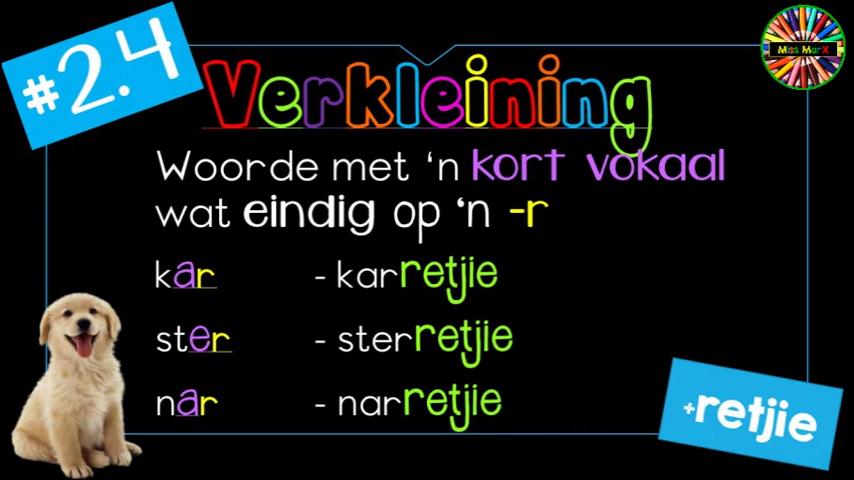 #2.4
Miss MarX
Verkleining
Woorde met ‘n kort vokaal
wat eindig op ‘n -r
kar - karretjie
ster - sterretjie
nar - narretjie
+retjie